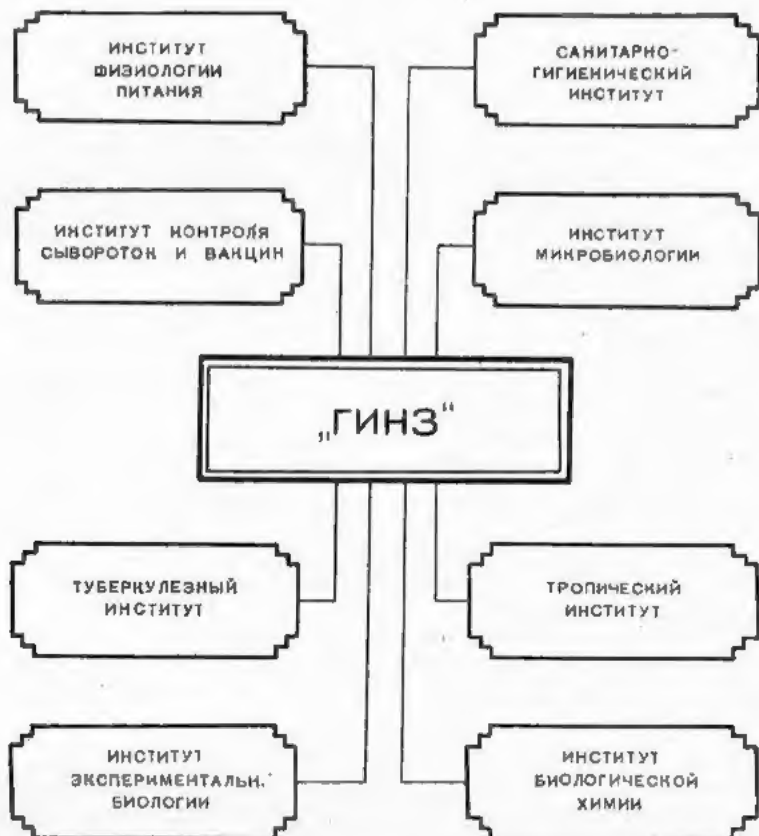 ИНСТИТУТ
ФИЗИОЛОГИИ
ПИТАНИЯ
САНИТАРНО-
ГИГИЕНИЧЕСКИЙ
ИНСТИТУТ
ИНСТИТУТ КОНТРОЛЯ
СЫВОРОТОК И ВАКЦИН
ИНСТИТУТ
МИКРОБИОЛОГИИ
„ГИНЗ“
ТУБЕРКУЛЕЗНЫЙ
ИНСТИТУТ
ТРОПИЧЕСКИЙ
ИНСТИТУТ
ИНСТИТУТ
ЭКСПЕРИМЕНТАЛЬН.
БИОЛОГИИ
ИНСТИТУТ
БИОЛОГИЧЕСКОЙ
ХИМИИ